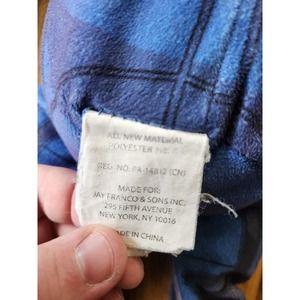 ALL NEW MATERIAL
POLYESTER
REG. NO. PA-14812 (CN)
MADE FOR:
JAY FRANCO & SONS INC.
295 FIFTH AVENUE
NEW YORK, NY 10016
MADE IN CHINA